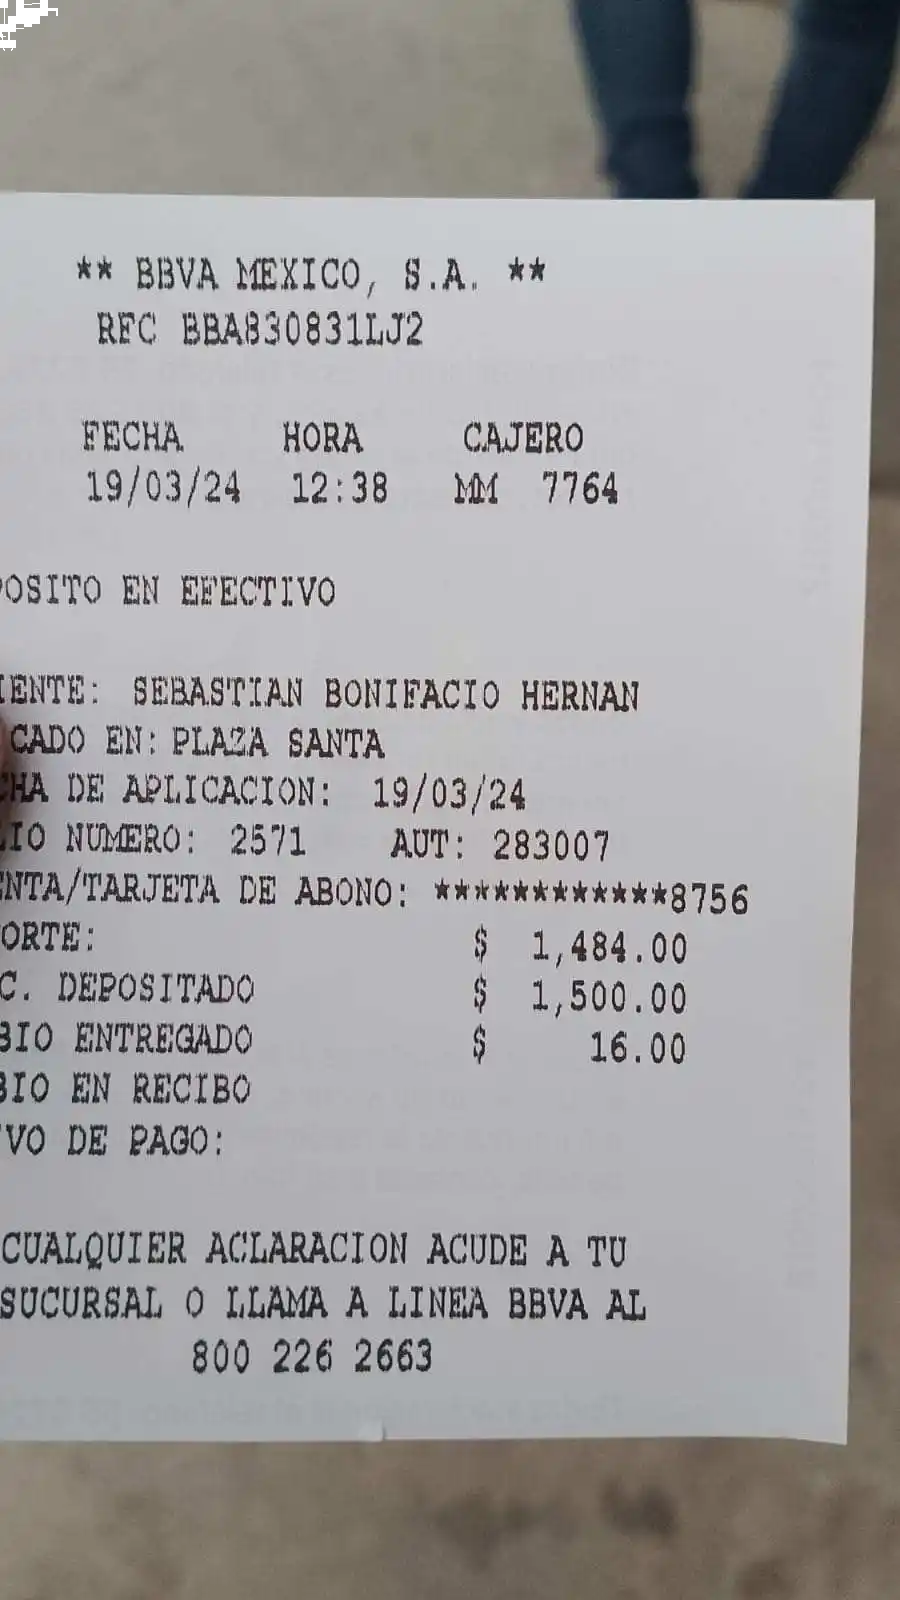 ** BBVA MEXICO, S.A. **
RFC BBA830831LJ2
FECHA HORA CAJERO
19/03/24 12:38 MM 7764
POSITO EN EFECTIVO
IENTE: SEBASTIAN BONIFACIO HERNAN
CADO EN: PLAZA SANTA
CHA DE APLICACION: 19/03/24
LIO NUMERO: 2571 AUT: 283007
ENTA/TARJETA DE ABONO: ************8756
ORTE: $ 1,484.00
C. DEPOSITADO $ 1,500.00
BIO ENTREGADO $ 16.00
BIO EN RECIBO
VO DE PAGO:
CUALQUIER ACLARACION ACUDE A TU
SUCURSAL O LLAMA A LINEA BBVA AL
800 226 2663